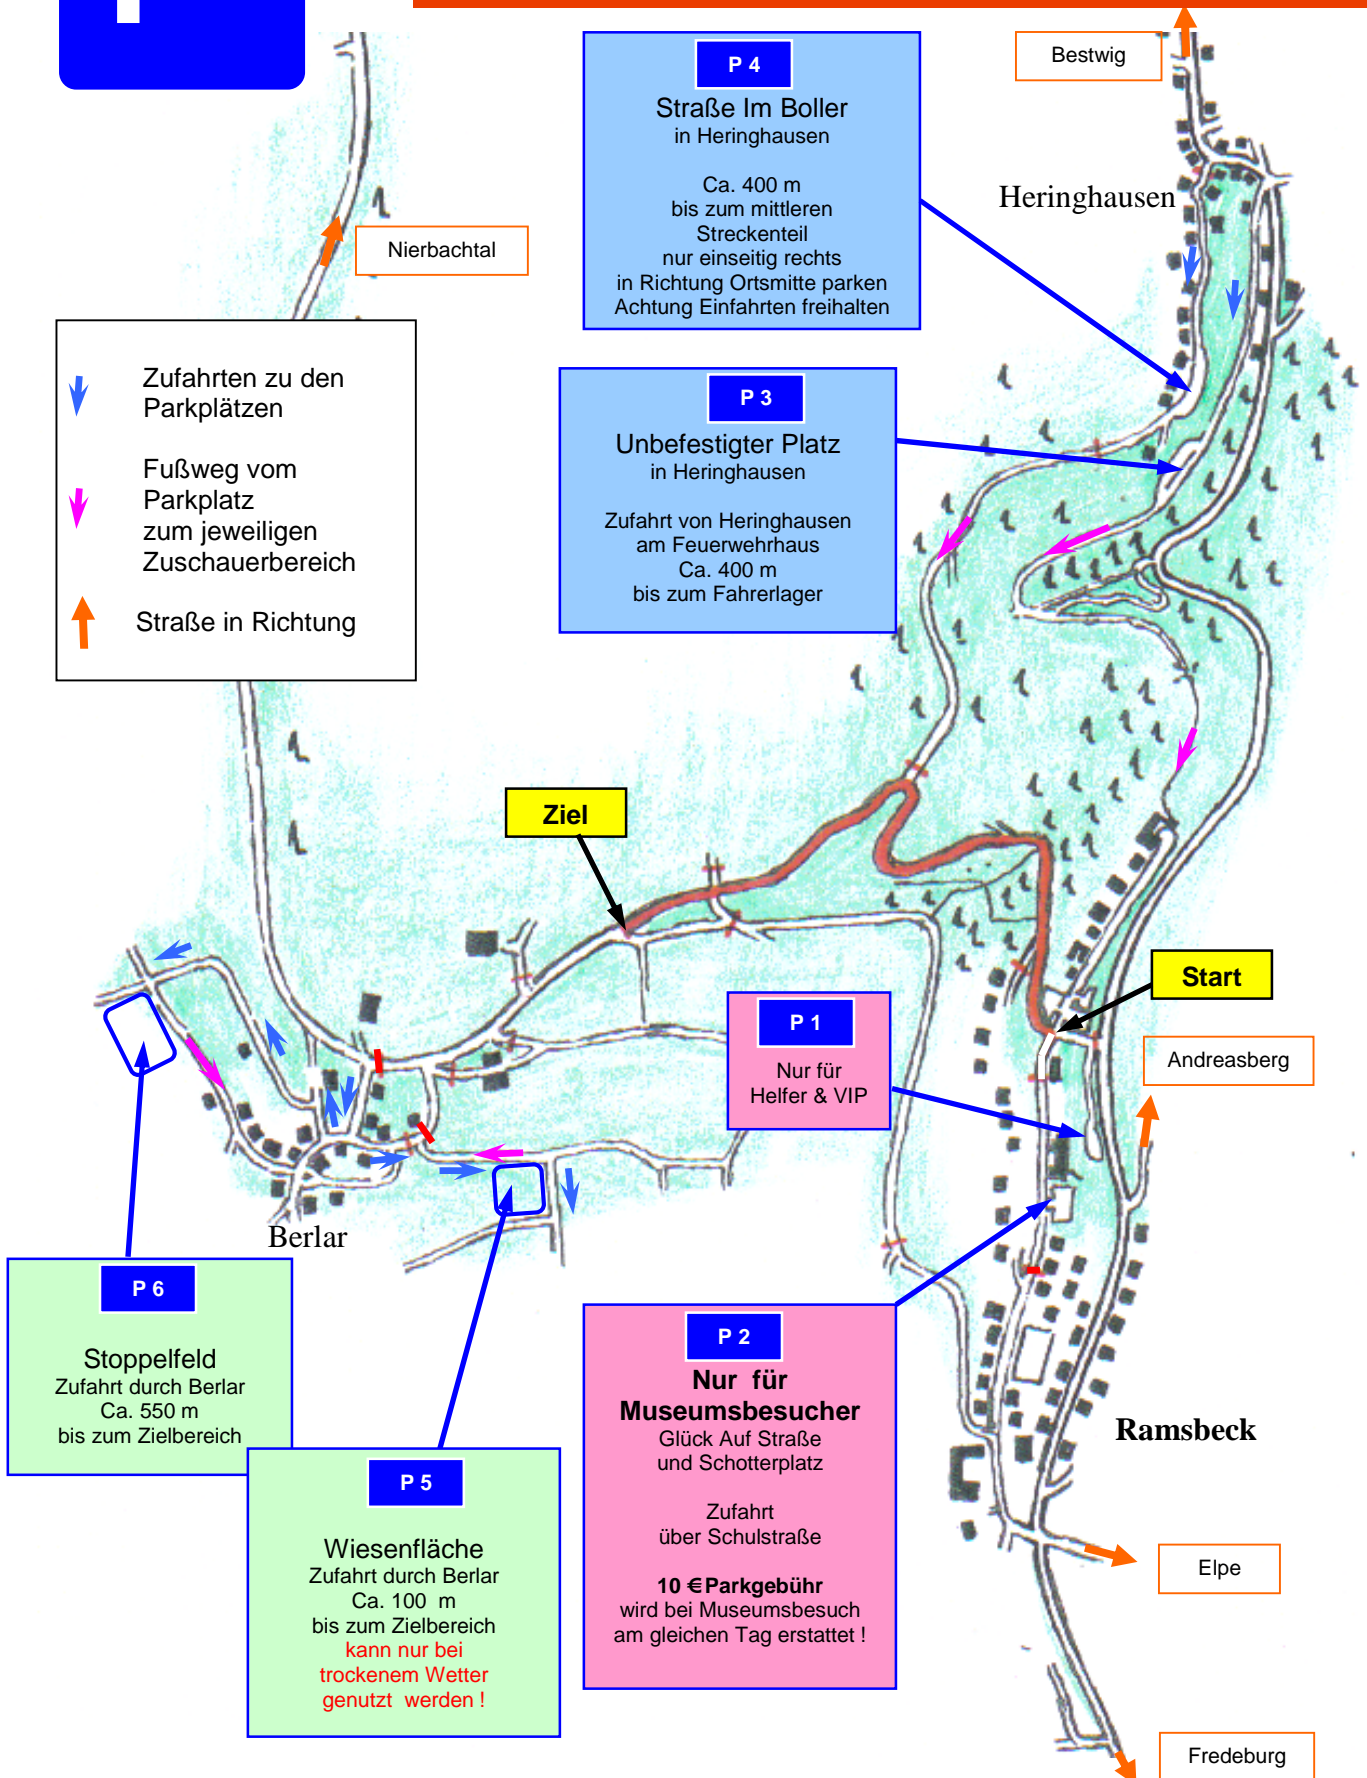 P 4
Straße Im Boller
in Heringhausen
Ca. 400 m
bis zum mittleren
Streckenteil
nur einseitig rechts
in Richtung Ortsmitte parken
Achtung Einfahrten freihalten
Bestwig
Heringhausen
Nierbachtal
Zufahrten zu den
Parkplätzen
Fußweg vom
Parkplatz
zum jeweiligen
Zuschauerbereich
Straße in Richtung
P 3
Unbefestigter Platz
in Heringhausen
Zufahrt von Heringhausen
am Feuerwehrhaus
Ca. 400 m
bis zum Fahrerlager
Ziel
Start
P 1
Nur für
Helfer & VIP
Andreasberg
Berlar
P 6
Stoppelfeld
Zufahrt durch Berlar
Ca. 550 m
bis zum Zielbereich
P 5
Wiesenfläche
Zufahrt durch Berlar
Ca. 100 m
bis zum Zielbereich
kann nur bei
trockenem Wetter
genutzt werden !
P 2
Nur für
Museumsbesucher
Glück Auf Straße
und Schotterplatz
Zufahrt
über Schulstraße
10 € Parkgebühr
wird bei Museumsbesuch
am gleichen Tag erstattet !
Ramsbeck
Elpe
Fredeburg